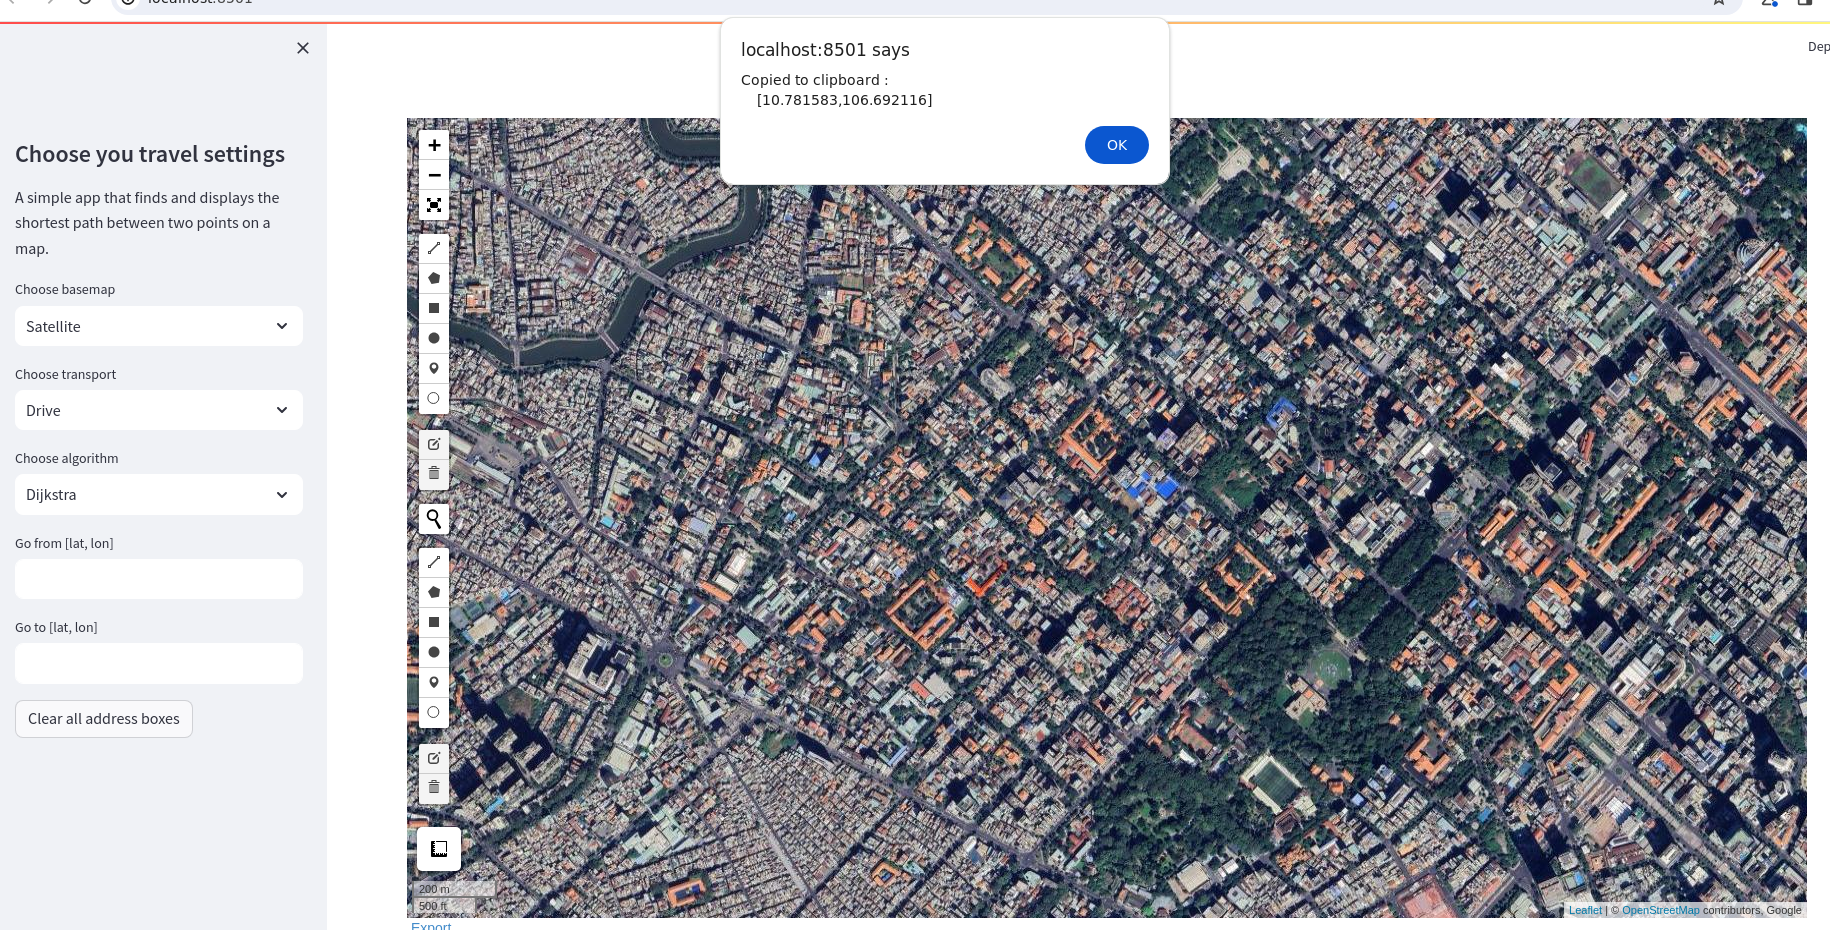 localhost:8501
localhost:8501 says
Copied to clipboard :
[10.781583,106.692116]
OK
Dep
Choose you travel settings
A simple app that finds and displays the
shortest path between two points on a
map.
Choose basemap
Satellite
Choose transport
Drive
Choose algorithm
Dijkstra
Go from [lat, lon]
Go to [lat, lon]
Clear all address boxes
+
−
200 m
500 ft
Leaflet | © OpenStreetMap contributors, Google
Export